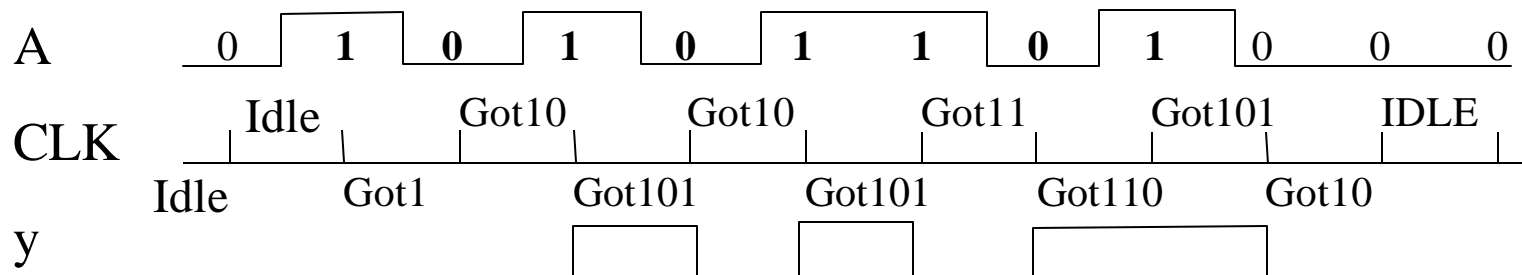 A 0 1 0 1 0 1 1 0 1 0 0 0
Idle Got10 Got10 Got11 Got101 IDLE
CLK
Idle Got1 Got101 Got101 Got110 Got10
y